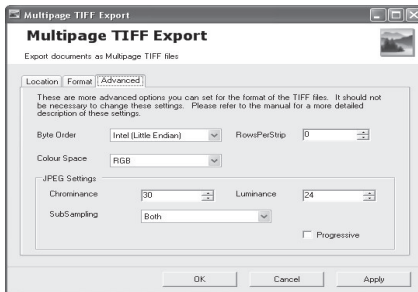 Multipage TIFF Export
Multipage TIFF Export
Export documents as Multipage TIFF files
Location Format Advanced
These are more advanced options you can set for the format of the TIFF files. It should not
be necessary to change these settings. Please refer to the manual for a more detailed
description of these settings.
Byte Order Intel (Little Endian) RowsPerStrip 0
Colour Space RGB
JPEG Settings
Chrominance 30 Luminance 24
SubSampling Both
Progressive
OK Cancel Apply